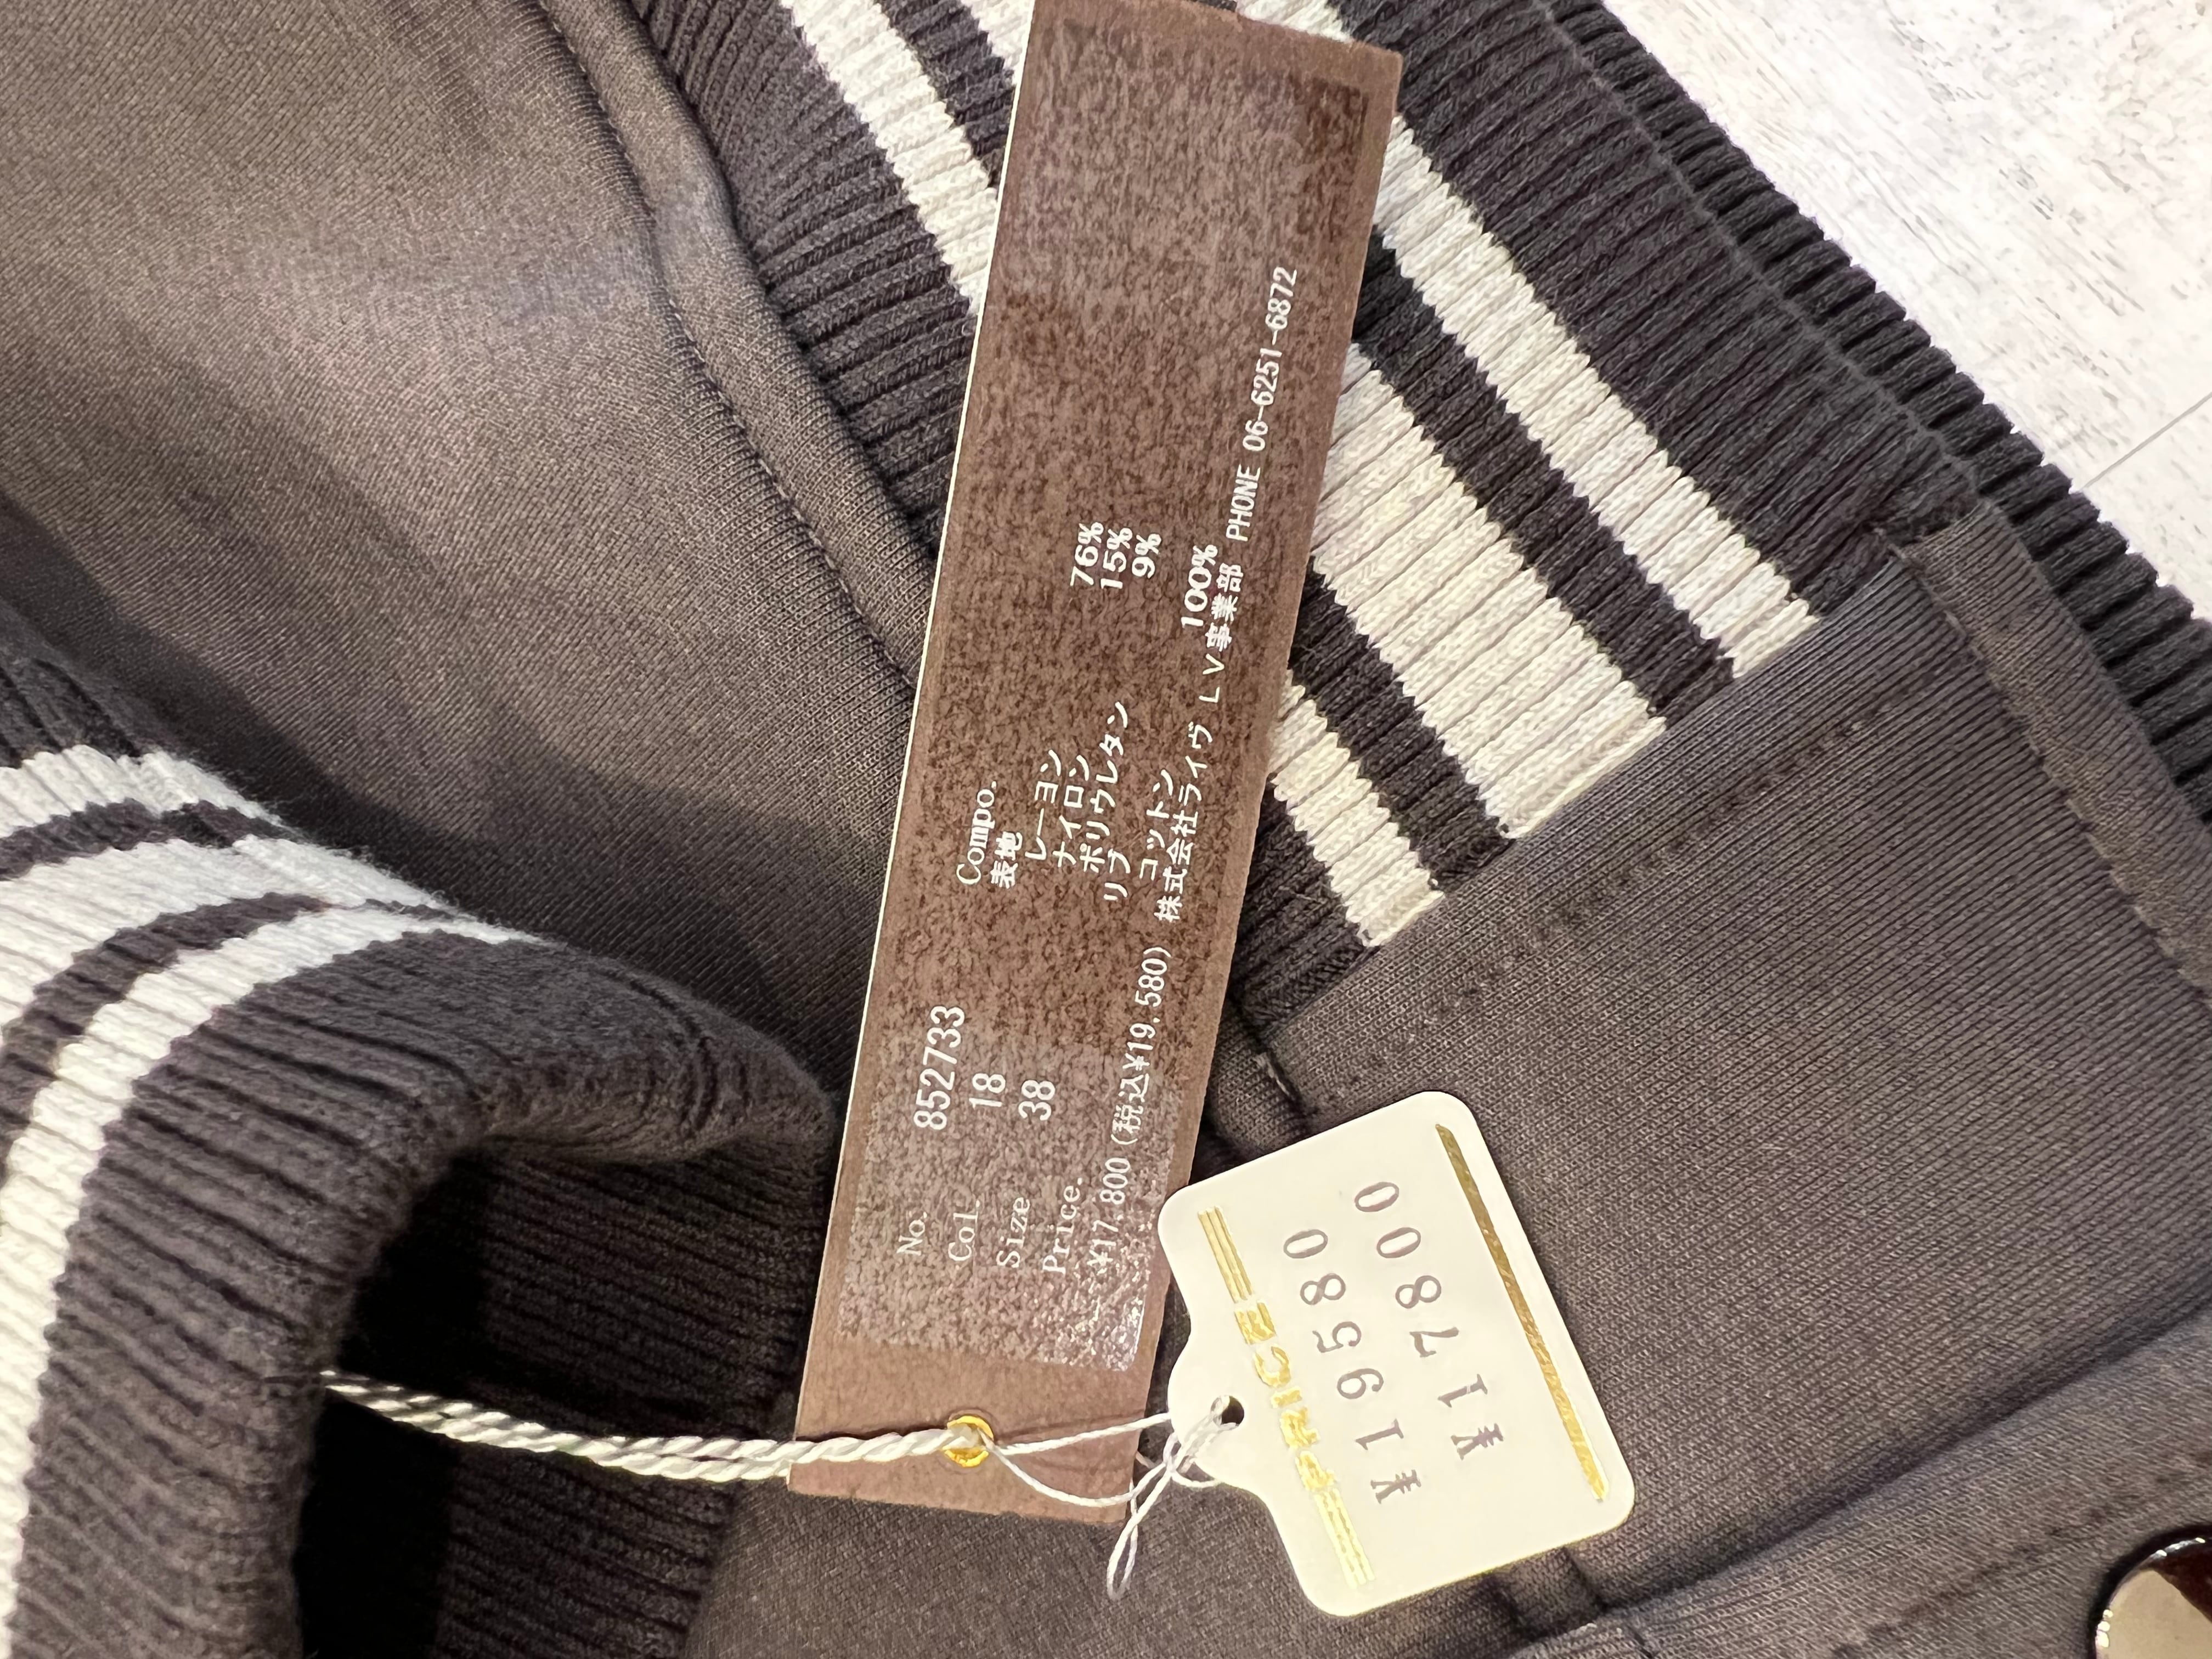 No. 852733
Col. 18
Size 38
Price.
¥17,800(税込¥19,580)
Compo.
表地
レーヨン 76%
ナイロン 15%
ポリウレタン 9%
リブ
コットン 100%
株式会社ライヴ LV事業部 PHONE 06-6251-6872
PRICE
¥19580
¥17800